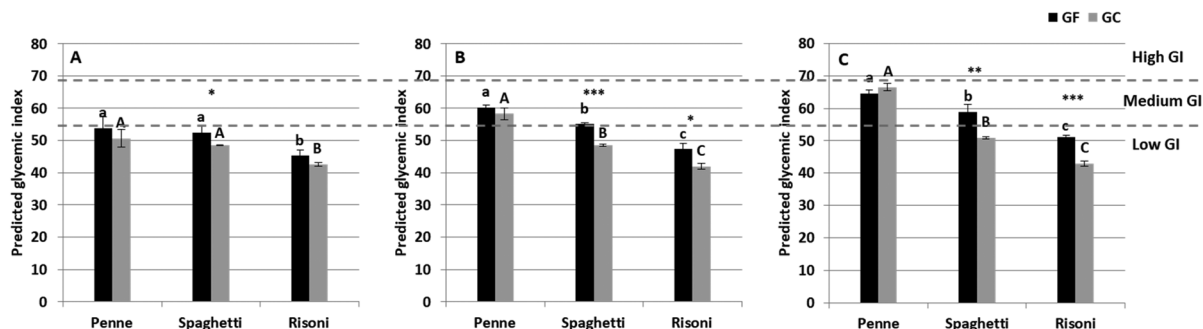 GF GC
A
Predicted glycemic index
80
70
60
50
40
30
20
10
0
*
a A
a A
b B
Penne Spaghetti Risoni
B
Predicted glycemic index
80
70
60
50
40
30
20
10
0
***
*
a A
b B
c C
Penne Spaghetti Risoni
C
Predicted glycemic index
80
70
60
50
40
30
20
10
0
**
***
a A
b B
c C
Penne Spaghetti Risoni
High GI
Medium GI
Low GI